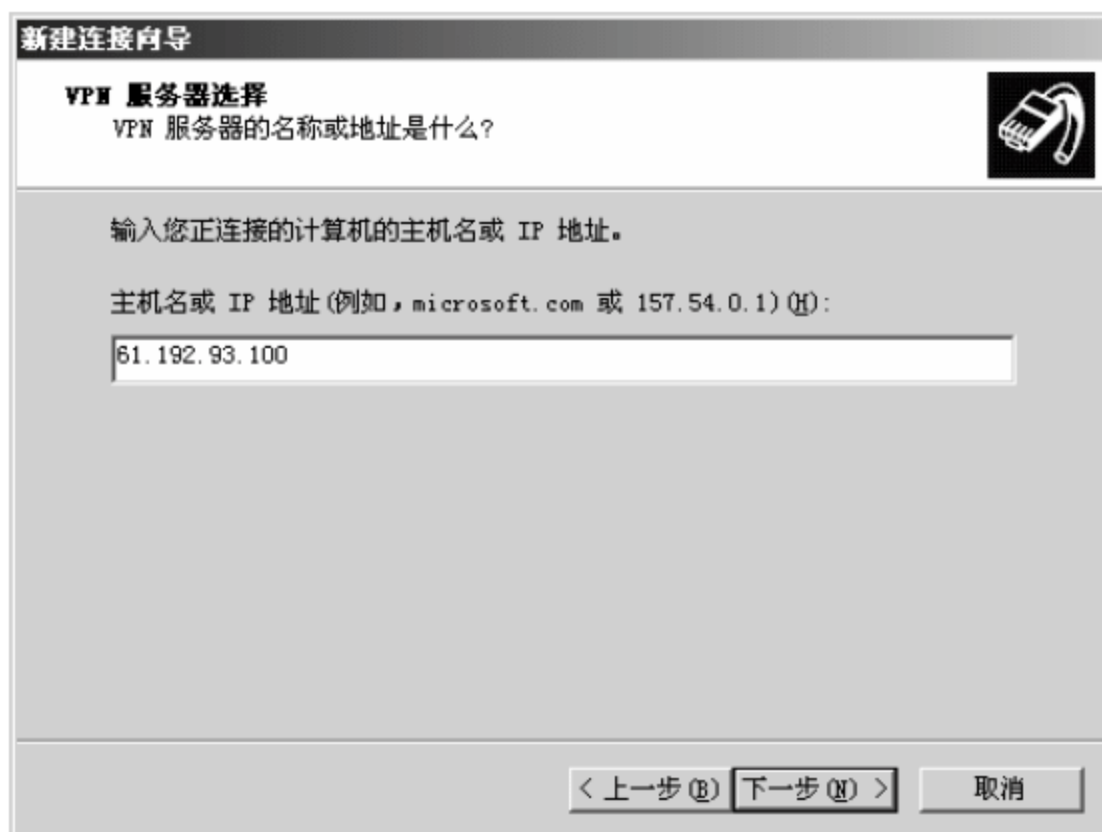 新建连接向导
VPN 服务器选择
VPN 服务器的名称或地址是什么?
输入您正连接的计算机的主机名或 IP 地址。
主机名或 IP 地址(例如，microsoft.com 或 157.54.0.1)(H):
61.192.93.100
< 上一步(B) 下一步(N) > 取消